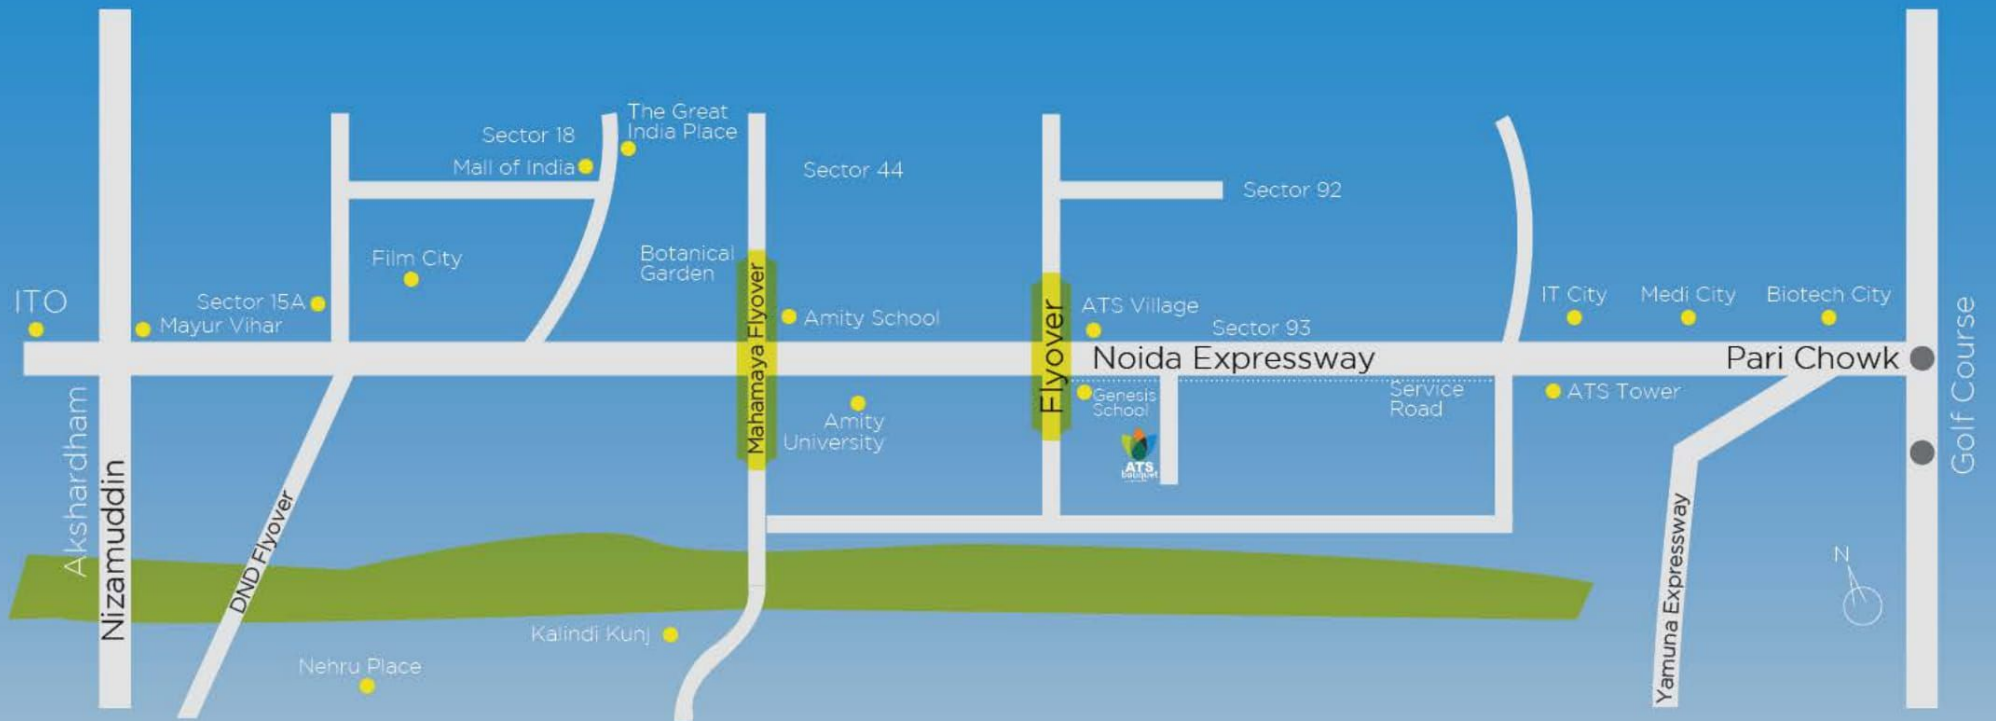 The Great
India Place
Sector 18
Mall of India
Sector 44
Sector 92
Film City
Botanical
Garden
Mahamaya Flyover
Flyover
ITO
Sector 15A
Mayur Vihar
Amity School
ATS Village
Sector 93
IT City
Medi City
Biotech City
Noida Expressway
Pari Chowk
Golf Course
Akshardham
Nizamuddin
DND Flyover
Amity
University
Genesis
School
Service
Road
ATS Tower
ATS
bouquet
Yamuna Expressway
N
Kalindi Kunj
Nehru Place